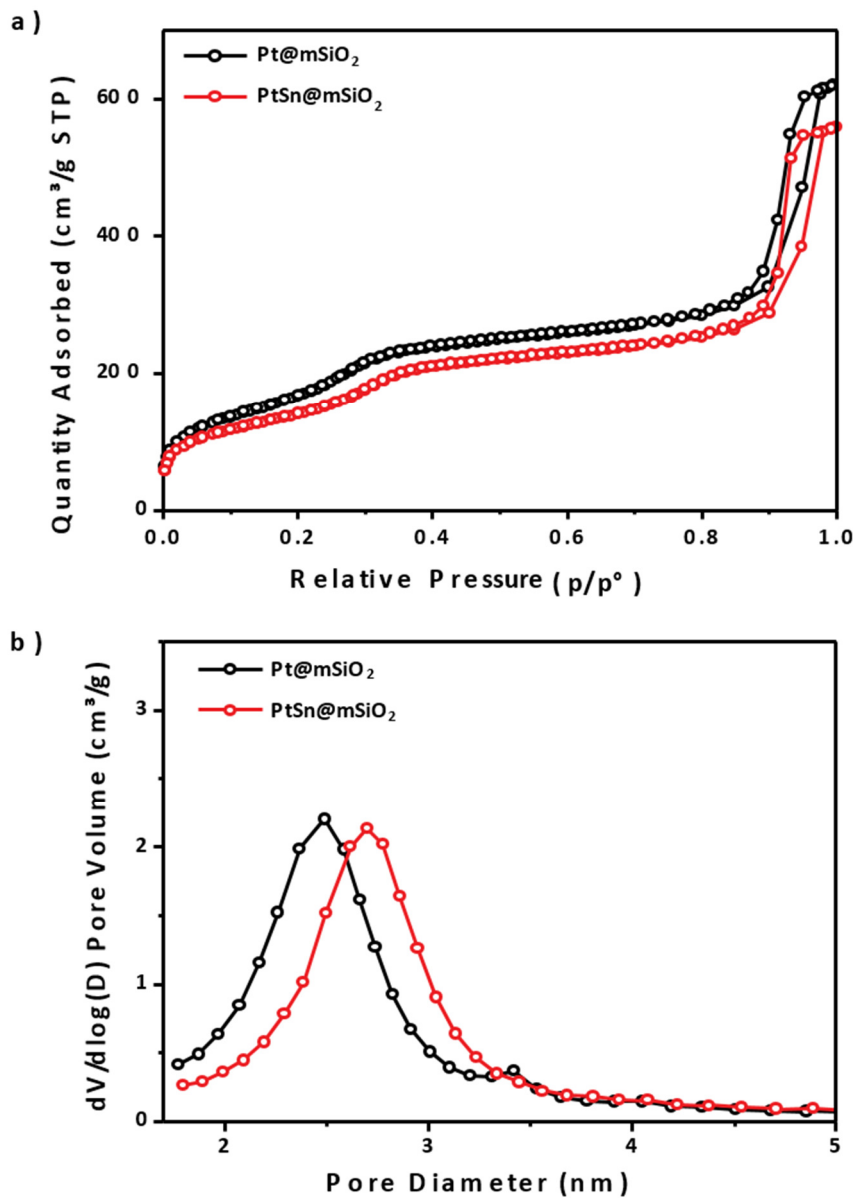 a )
Pt@mSiO₂
PtSn@mSiO₂
Quantity Adsorbed (cm³/g STP)
60 0
40 0
20 0
0
0.0 0.2 0.4 0.6 0.8 1.0
Relative Pressure ( p/p° )
b )
Pt@mSiO₂
PtSn@mSiO₂
dV/dlog(D) Pore Volume (cm³/g)
3
2
1
0
2 3 4 5
Pore Diameter (nm)